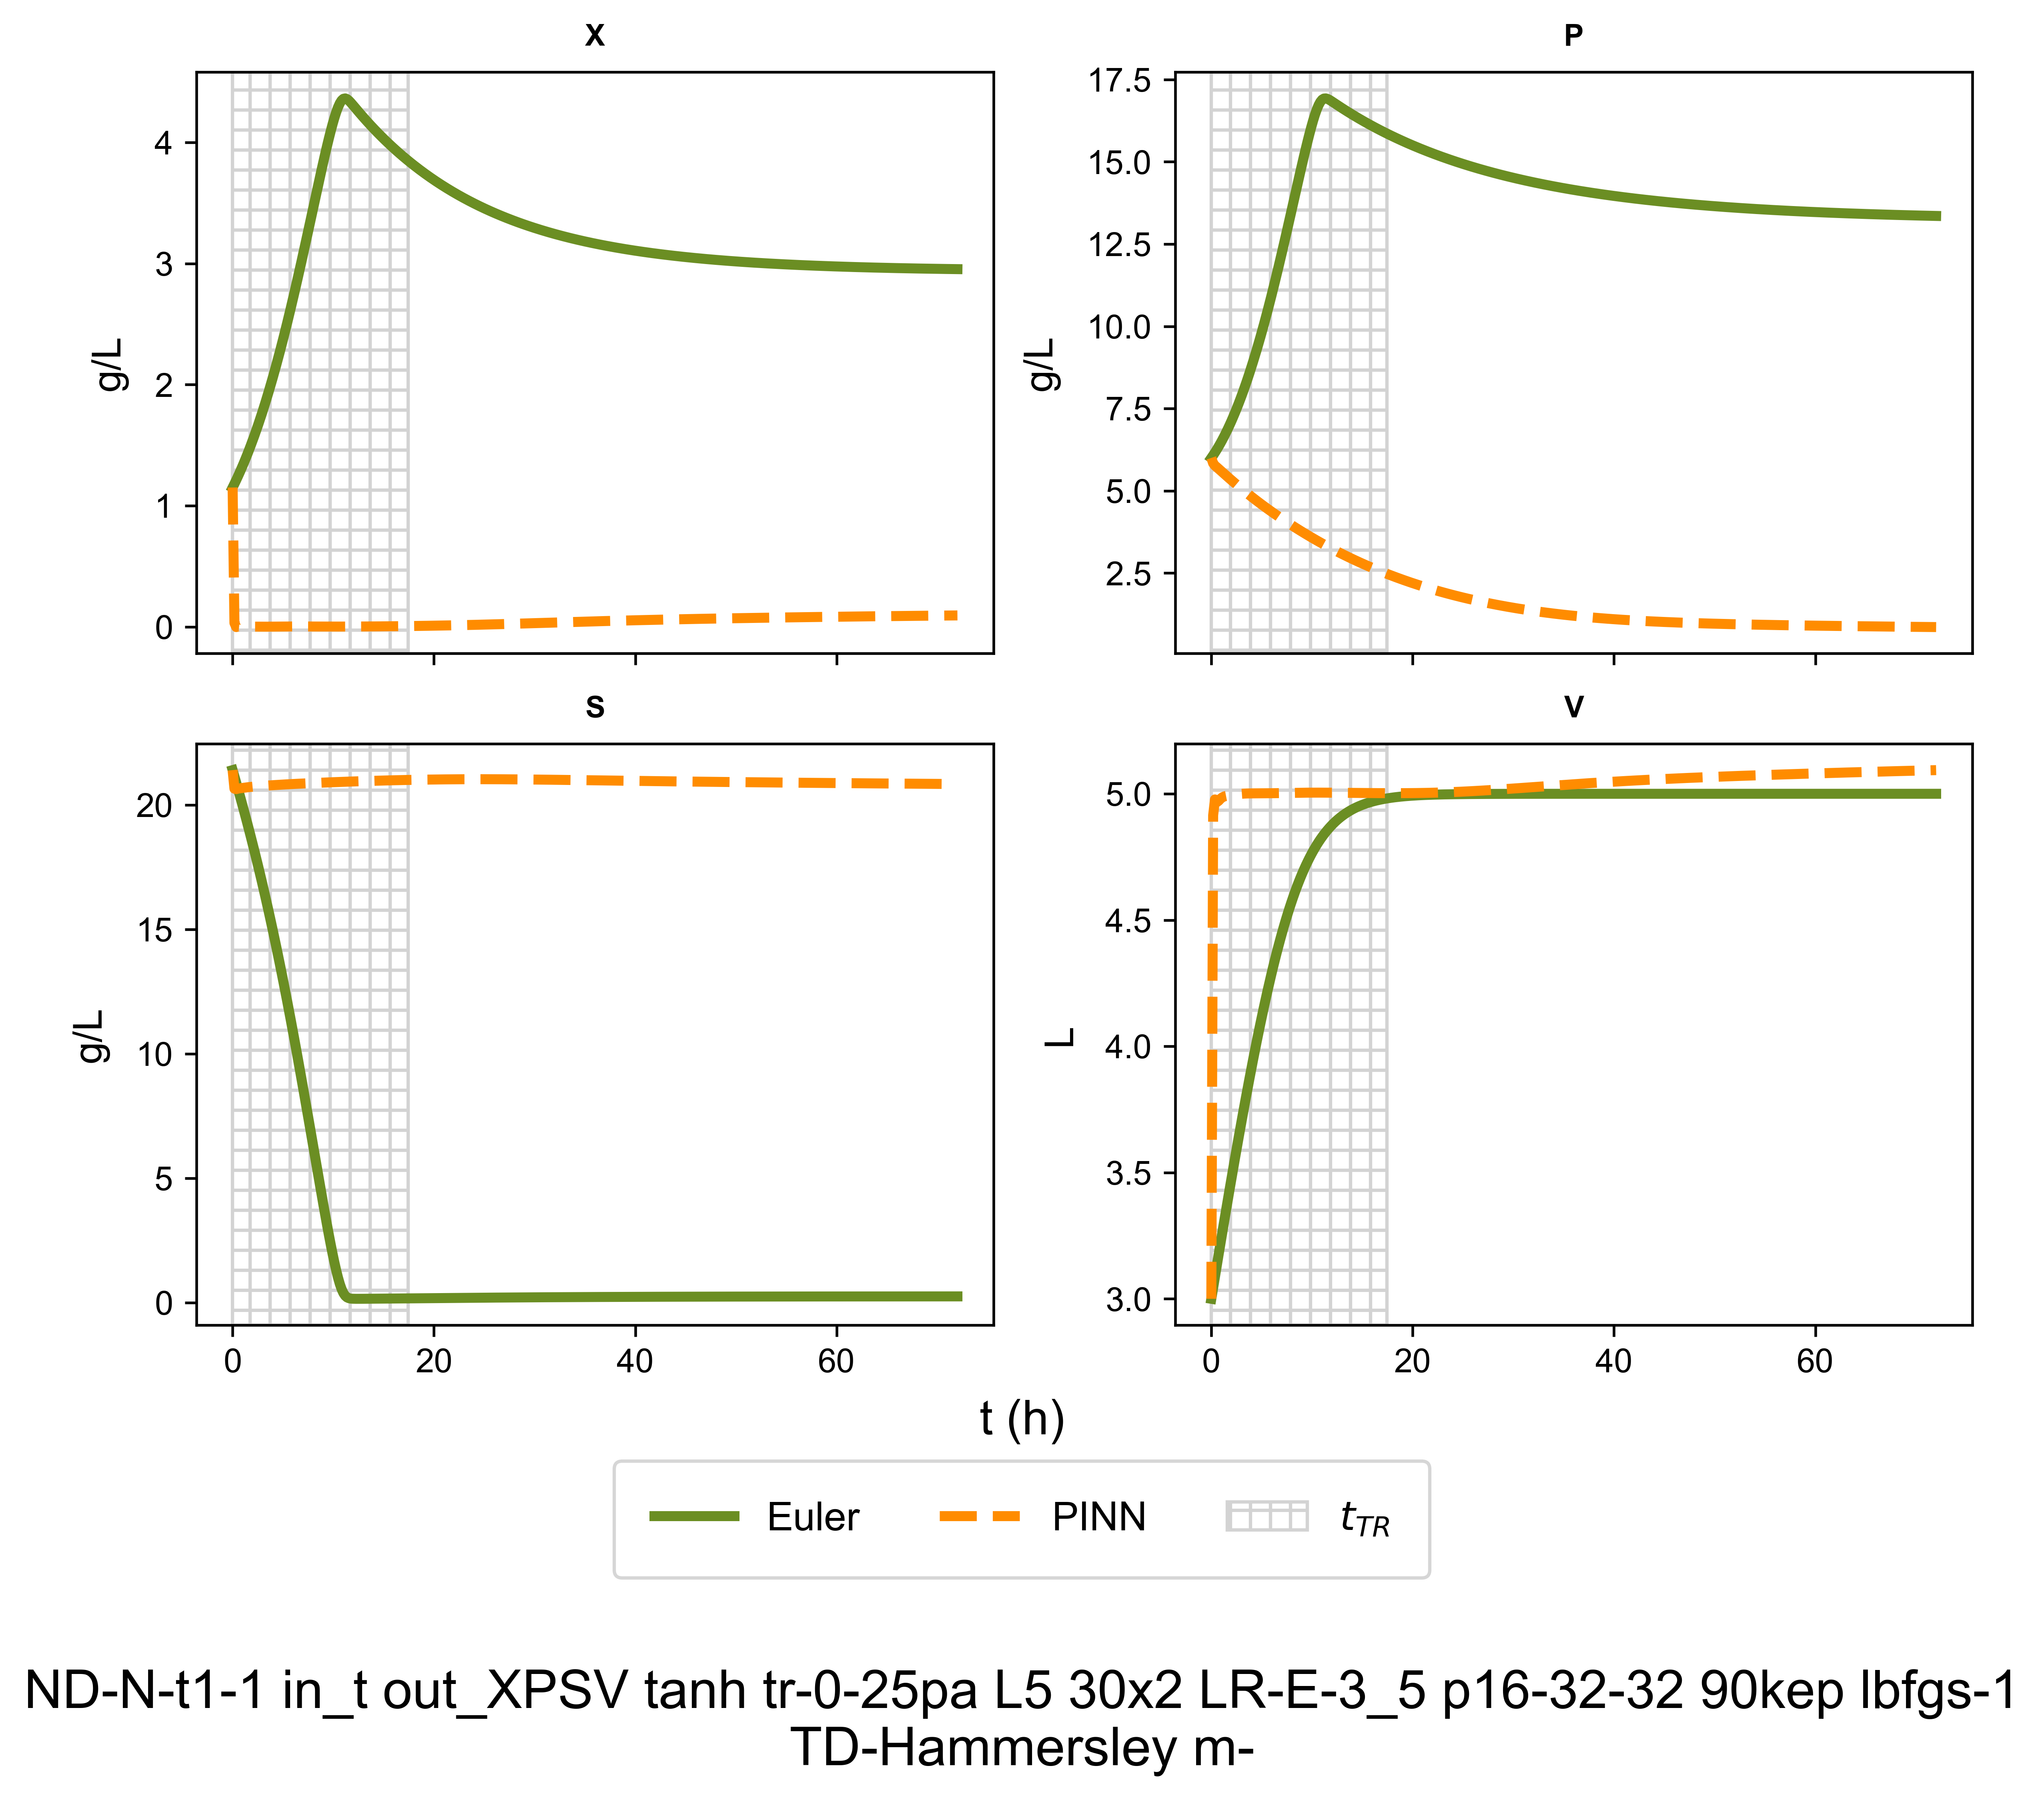 X
P
17.5
15.0
12.5
10.0
7.5
5.0
2.5
g/L
4
3
2
1
0
g/L
S
V
20
15
10
5
0
g/L
5.0
4.5
4.0
3.5
3.0
L
0 20 40 60
0 20 40 60
t (h)
Euler PINN t_TR
ND-N-t1-1 in_t out_XPSV tanh tr-0-25pa L5 30x2 LR-E-3_5 p16-32-32 90kep lbfgs-1
TD-Hammersley m-